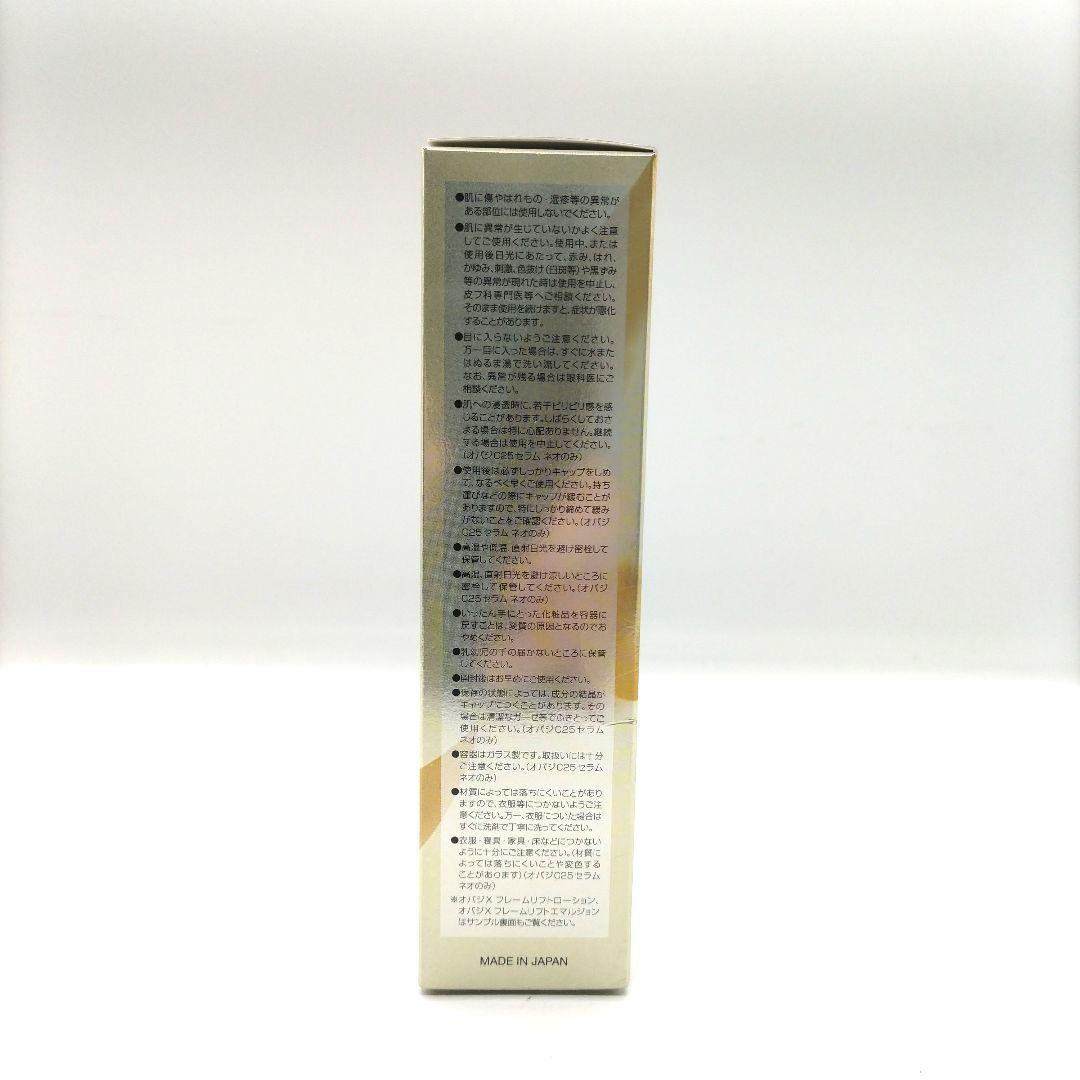 ●肌に傷やはれもの・湿疹等の異常が
ある部位には使用しないでください。
●肌に異常が生じていないかよく注意
してご使用ください。使用中、または
使用後日光にあたって、赤み、はれ、
かゆみ、刺激、色抜け(白斑等)や黒ずみ
等の異常が現れた時は使用を中止し、
皮フ科専門医等へご相談ください。
そのまま使用を続けますと、症状が悪化
することがあります。
●目に入らないようご注意ください。
万一目に入った場合は、すぐに水また
はぬるま湯で洗い流してください。
なお、異常が残る場合は眼科医にご
相談ください。
●肌への浸透時に、若干ピリピリ感を感
じることがあります。しばらくしておさ
まる場合は特に心配ありません。継続
する場合は使用を中止してください。
(オバジC25セラム ネオのみ)
●使用後は必ずしっかりキャップをしめ
て、なるべく早くご使用ください。持ち
運びなどの際にキャップが緩むことが
ありますので、特にしっかり締めて緩み
がないことをご確認ください。(オバジ
C25セラム ネオのみ)
●高温や低温、直射日光を避け密栓して
保管してください。
●高温、直射日光を避け涼しいところに
密栓して保管してください。(オバジ
C25セラム ネオのみ)
●いったん手にとった化粧品を容器に
戻すことは、変質の原因となるのでお
やめください。
●乳幼児の手の届かないところに保管
してください。
●開封後はお早めにご使用ください。
●保存の状態によっては、成分の結晶が
キャップにつくことがあります。その
場合は清潔なガーゼ等でふきとってご
使用ください。(オバジC25セラム
ネオのみ)
●容器はガラス製です。取扱いには十分
ご注意ください。(オバジC25セラム
ネオのみ)
●材質によっては落ちにくいことがあり
ますので、衣服等につかないようご注
意ください。万一、衣服についた場合は
すぐに洗剤で丁寧に洗ってください。
●衣服・寝具・家具・床などにつかない
ように十分にご注意ください。(材質に
よっては落ちにくいことや変色する
ことがあります)(オバジC25セラム
ネオのみ)
※オバジX フレームリフトローション、
オバジX フレームリフトエマルジョン
はサンプル裏面もご覧ください。
MADE IN JAPAN